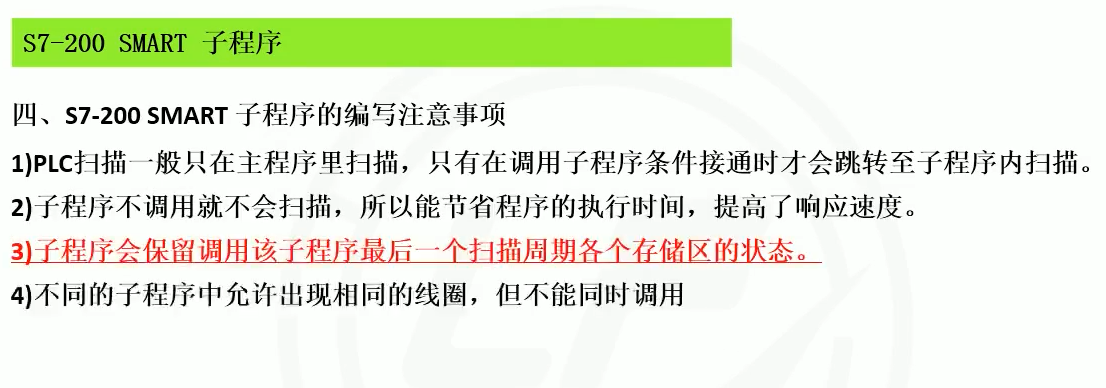 S7-200 SMART 子程序
四、S7-200 SMART 子程序的编写注意事项
1)PLC扫描一般只在主程序里扫描，只有在调用子程序条件接通时才会跳转至子程序内扫描。
2)子程序不调用就不会扫描，所以能节省程序的执行时间，提高了响应速度。
3)子程序会保留调用该子程序最后一个扫描周期各个存储区的状态。
4)不同的子程序中允许出现相同的线圈，但不能同时调用